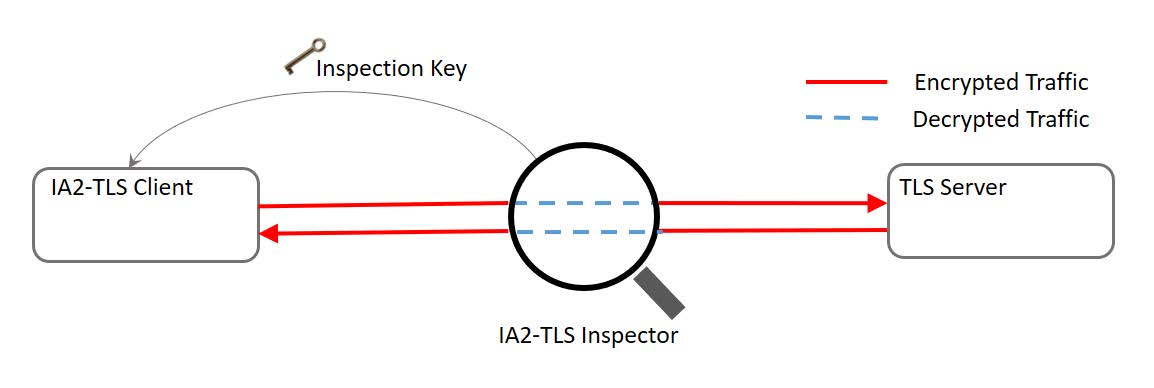 Inspection Key
Encrypted Traffic
Decrypted Traffic
IA2-TLS Client
TLS Server
IA2-TLS Inspector